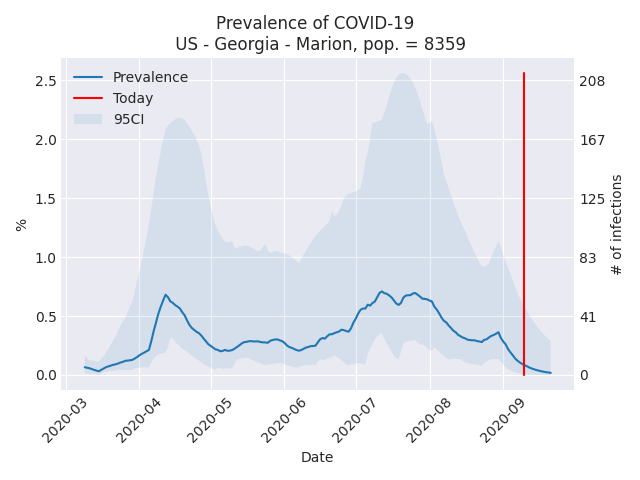 Prevalence of COVID-19
US - Georgia - Marion, pop. = 8359
Prevalence
Today
95CI
2.5
2.0
1.5
1.0
0.5
0.0
%
208
167
125
83
41
0
# of infections
2020-03
2020-04
2020-05
2020-06
2020-07
2020-08
2020-09
Date